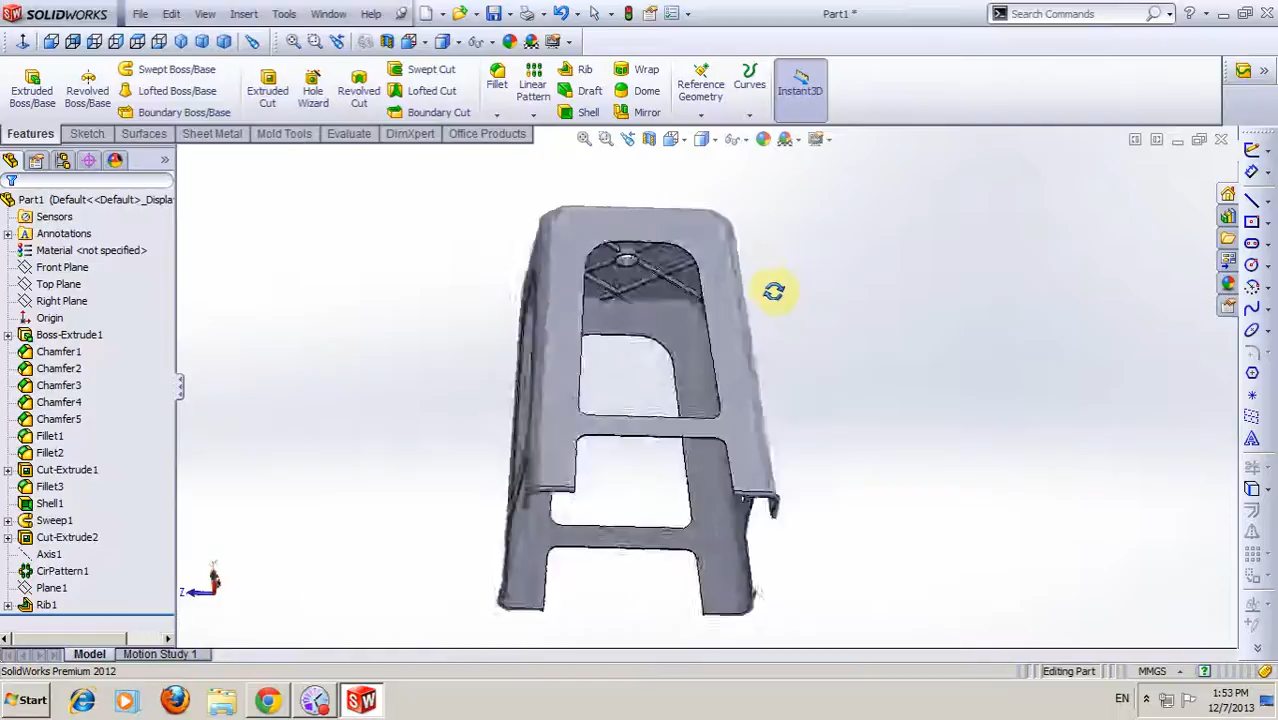 SW SOLIDWORKS File Edit View Insert Tools Window Help Part1 * Search Commands
Extruded Boss/Base
Revolved Boss/Base
Swept Boss/Base
Lofted Boss/Base
Boundary Boss/Base
Extruded Cut
Hole Wizard
Revolved Cut
Swept Cut
Lofted Cut
Boundary Cut
Fillet
Linear Pattern
Rib
Draft
Shell
Wrap
Dome
Mirror
Reference Geometry
Curves
Instant3D
Features Sketch Surfaces Sheet Metal Mold Tools Evaluate DimXpert Office Products
Part1 (Default<<Default>_Displa
Sensors
Annotations
Material <not specified>
Front Plane
Top Plane
Right Plane
Origin
Boss-Extrude1
Chamfer1
Chamfer2
Chamfer3
Chamfer4
Chamfer5
Fillet1
Fillet2
Cut-Extrude1
Fillet3
Shell1
Sweep1
Cut-Extrude2
Axis1
CirPattern1
Plane1
Rib1
Z
Model Motion Study 1
SolidWorks Premium 2012 Editing Part MMGS
Start SW EN 1:53 PM
12/7/2013